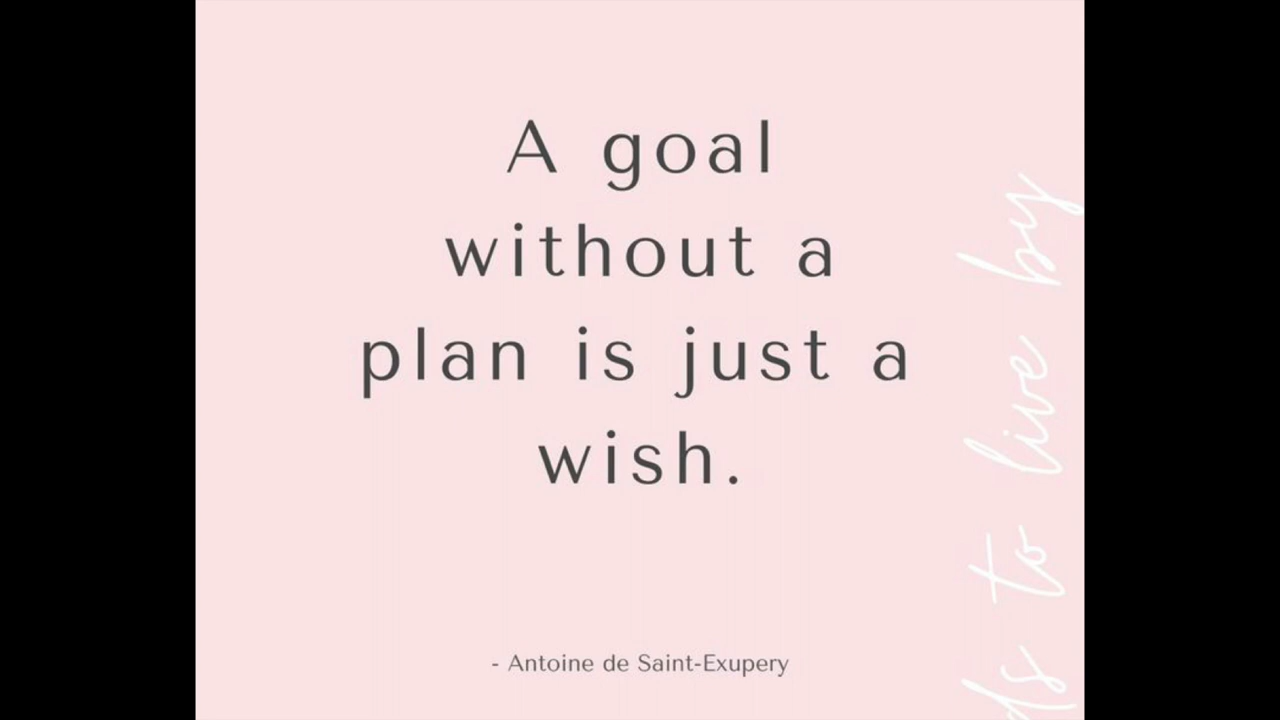 A goal
without a
plan is just a
wish.
- Antoine de Saint-Exupery
to live by